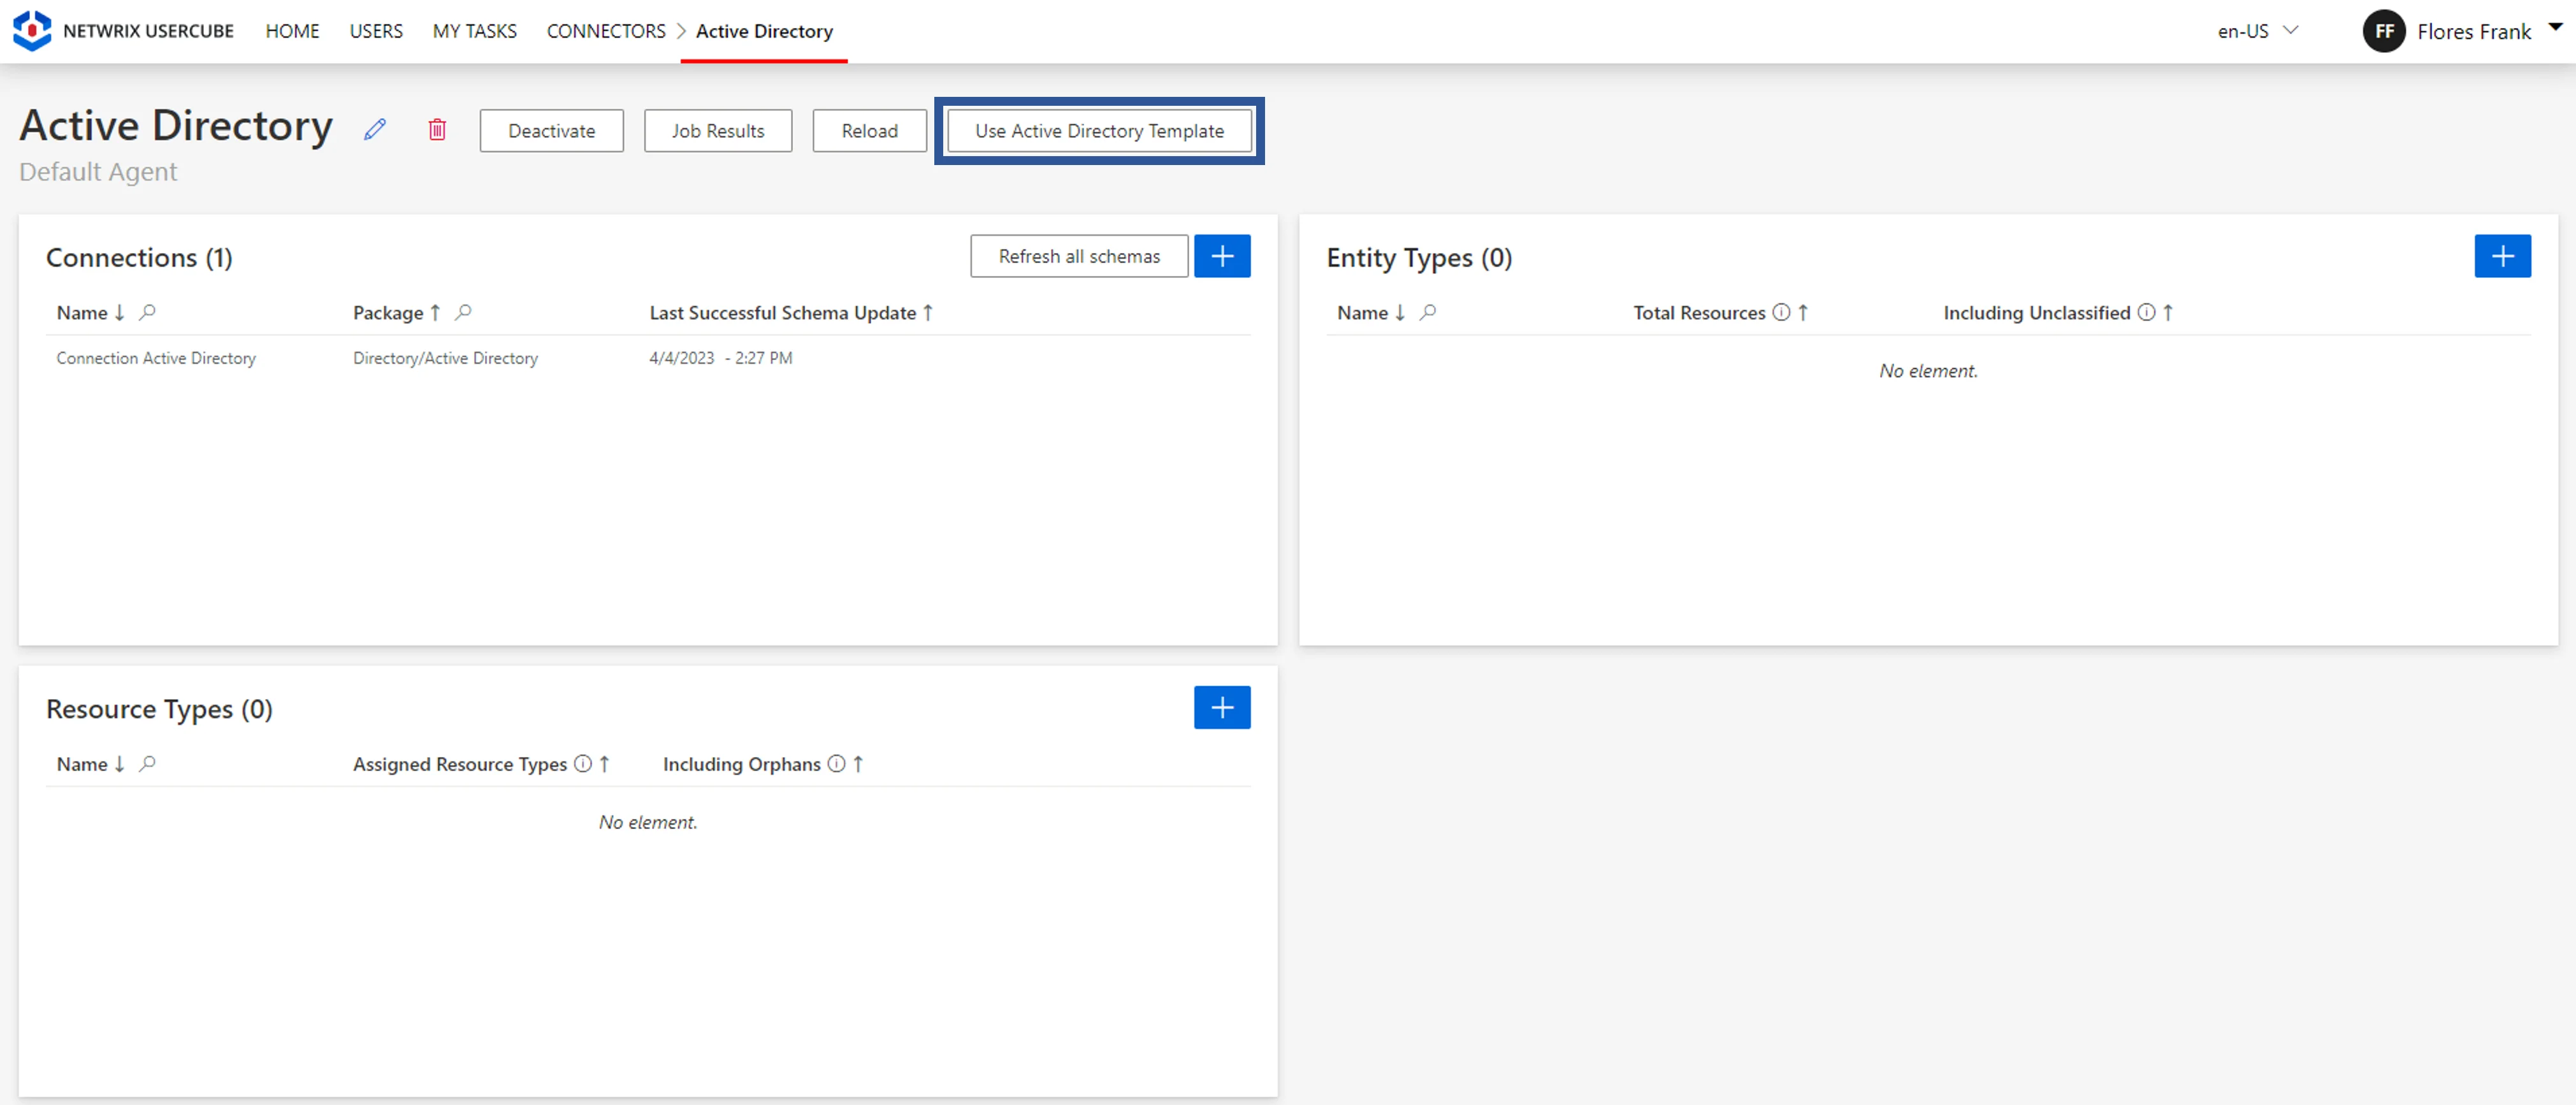 NETWRIX USERCUBE HOME USERS MY TASKS CONNECTORS Active Directory en-US FF Flores Frank
Active Directory Deactivate Job Results Reload Use Active Directory Template
Default Agent
Connections (1) Refresh all schemas
Name Package Last Successful Schema Update
Connection Active Directory Directory/Active Directory 4/4/2023 - 2:27 PM
Entity Types (0)
Name Total Resources Including Unclassified
No element.
Resource Types (0)
Name Assigned Resource Types Including Orphans
No element.